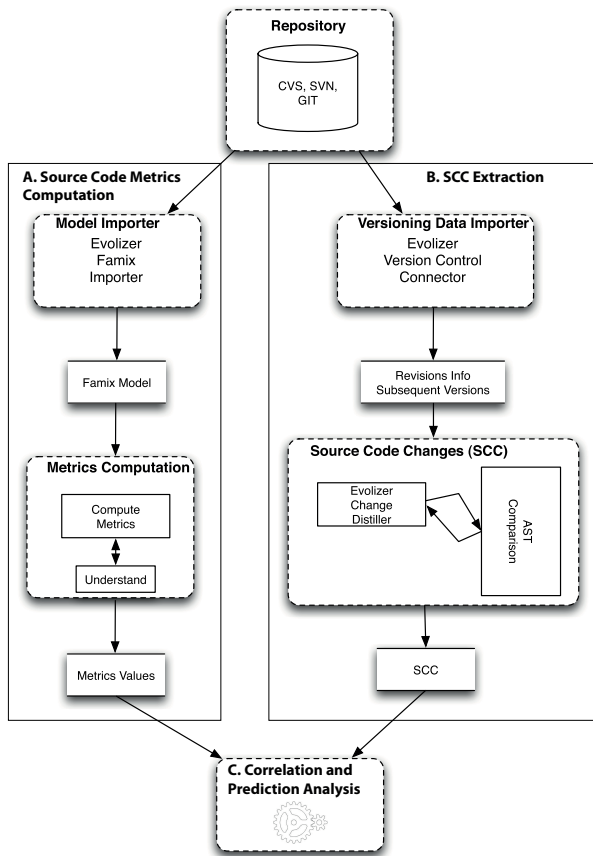 Repository
CVS, SVN,
GIT
A. Source Code Metrics
Computation
Model Importer
Evolizer
Famix
Importer
Famix Model
Metrics Computation
Compute
Metrics
Understand
Metrics Values
B. SCC Extraction
Versioning Data Importer
Evolizer
Version Control
Connector
Revisions Info
Subsequent Versions
Source Code Changes (SCC)
Evolizer
Change
Distiller
AST
Comparison
SCC
C. Correlation and
Prediction Analysis